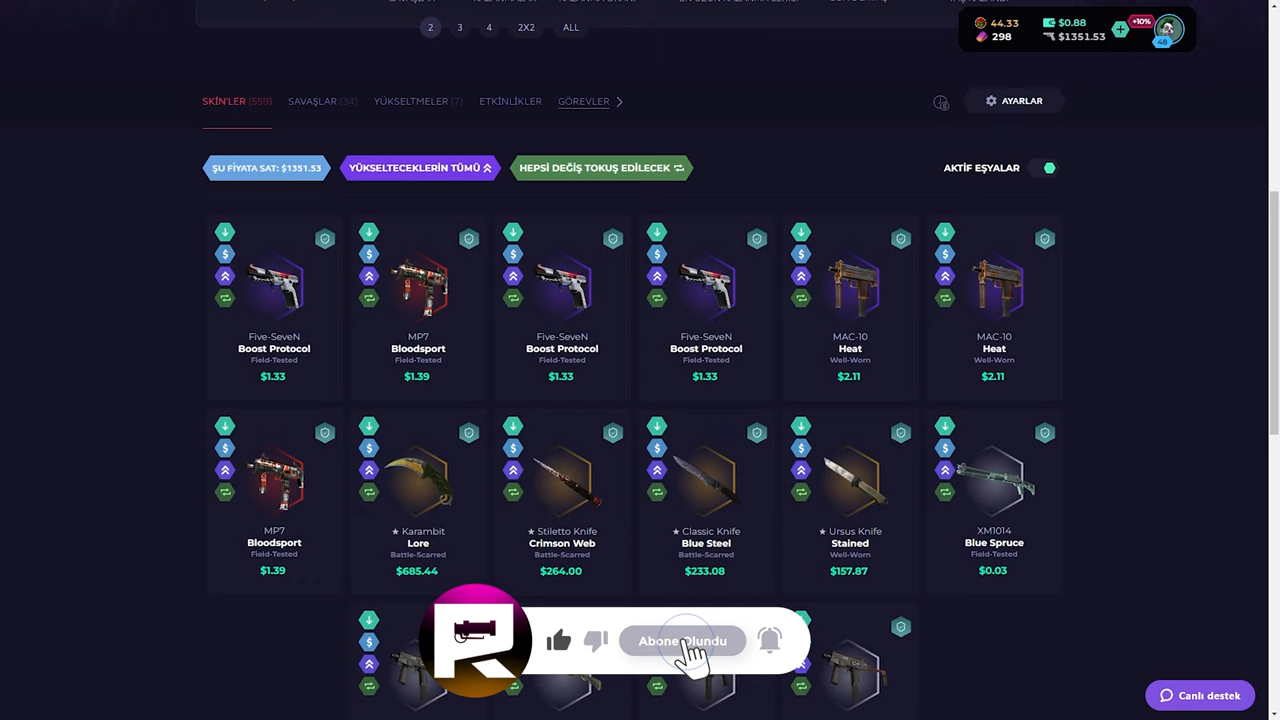 44.33
$0.88
+10%
298
$1351.53
48
2
3
4
2X2
ALL
SKİN'LER (559)
SAVAŞLAR (34)
YÜKSELTMELER (7)
ETKİNLİKLER
GÖREVLER
AYARLAR
ŞU FİYATA SAT: $1351.53
YÜKSELTECEKLERİN TÜMÜ
HEPSİ DEĞİŞ TOKUŞ EDİLECEK
AKTİF EŞYALAR
Five-SeveN
Boost Protocol
Field-Tested
$1.33
MP7
Bloodsport
Field-Tested
$1.39
Five-SeveN
Boost Protocol
Field-Tested
$1.33
Five-SeveN
Boost Protocol
Field-Tested
$1.33
MAC-10
Heat
Well-Worn
$2.11
MAC-10
Heat
Well-Worn
$2.11
MP7
Bloodsport
Field-Tested
$1.39
★ Karambit
Lore
Battle-Scarred
$685.44
★ Stiletto Knife
Crimson Web
Battle-Scarred
$264.00
★ Classic Knife
Blue Steel
Battle-Scarred
$233.08
★ Ursus Knife
Stained
Well-Worn
$157.87
XM1014
Blue Spruce
Field-Tested
$0.03
Abone Olundu
Canlı destek